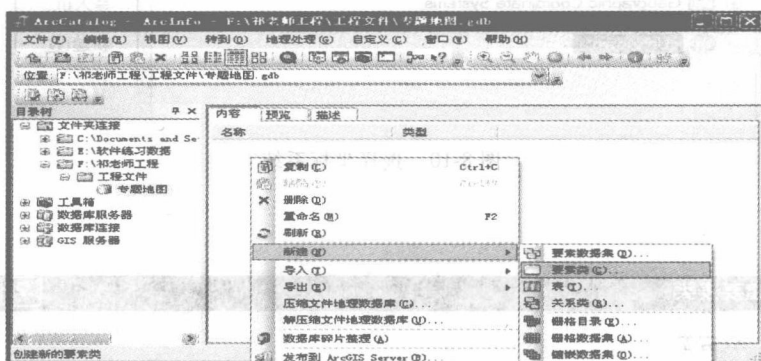 ArcCatalog - ArcInfo - F:\祁老师工程\工程文件\专题地图.gdb
文件(F) 编辑(E) 视图(V) 转到(G) 地理处理(G) 自定义(C) 窗口(W) 帮助(H)
位置: F:\祁老师工程\工程文件\专题地图.gdb
目录树
文件夹连接
C:\Documents and Se
E:\软件练习数据
F:\祁老师工程
工程文件
专题地图
工具箱
数据库服务器
数据库连接
GIS 服务器
内容 预览 描述
名称 类型
复制(C) Ctrl+C
粘贴(P) Ctrl+V
删除(D)
重命名(M) F2
刷新(R)
新建(N)
导入(I)
导出(E)
压缩文件地理数据库(C)...
解压缩文件地理数据库(U)...
数据库碎片整理(A)
发布到 ArcGIS Server(B)...
要素数据集(D)...
要素类(C)...
表(T)...
关系类(R)...
栅格目录(E)...
栅格数据集(A)...
镶嵌数据集(O)...
创建新的要素类